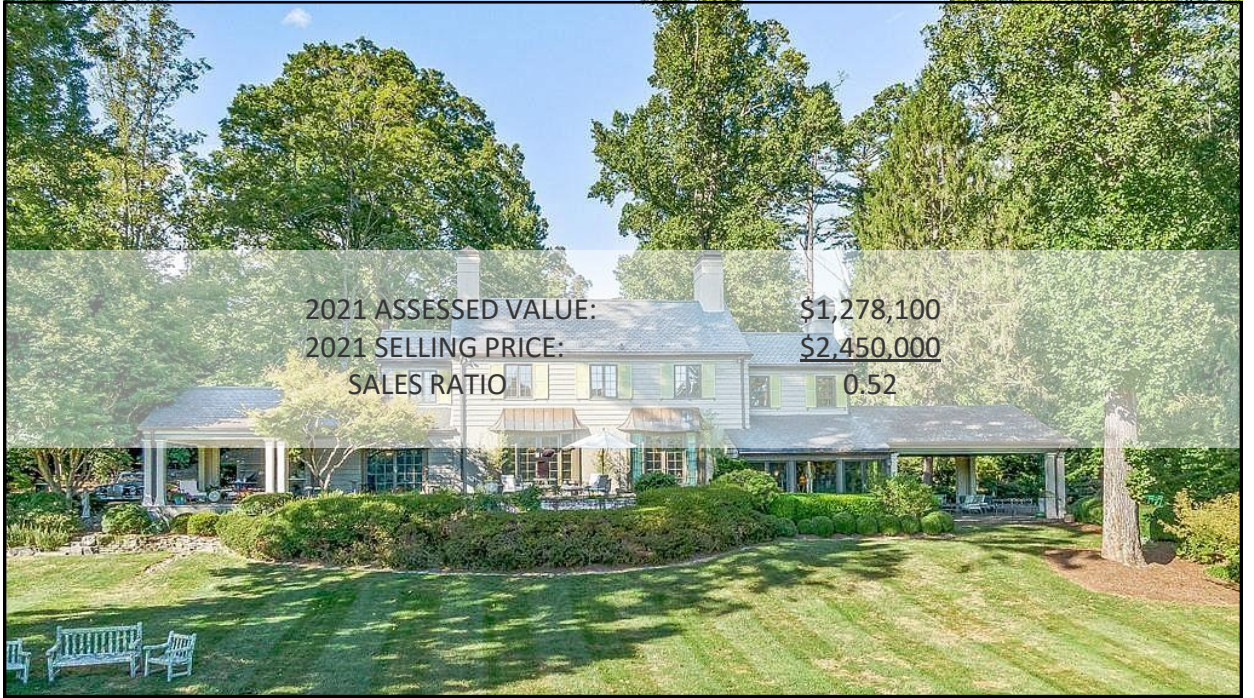 2021 ASSESSED VALUE: $1,278,100
2021 SELLING PRICE: $2,450,000
SALES RATIO 0.52